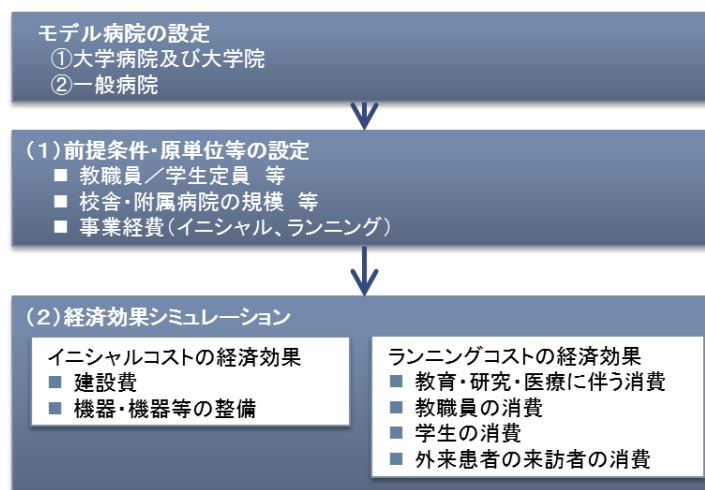 モデル病院の設定
①大学病院及び大学院
②一般病院
(1)前提条件・原単位等の設定
■ 教職員/学生定員 等
■ 校舎・附属病院の規模 等
■ 事業経費(イニシャル、ランニング)
(2)経済効果シミュレーション
イニシャルコストの経済効果
■ 建設費
■ 機器・機器等の整備
ランニングコストの経済効果
■ 教育・研究・医療に伴う消費
■ 教職員の消費
■ 学生の消費
■ 外来患者の来訪者の消費